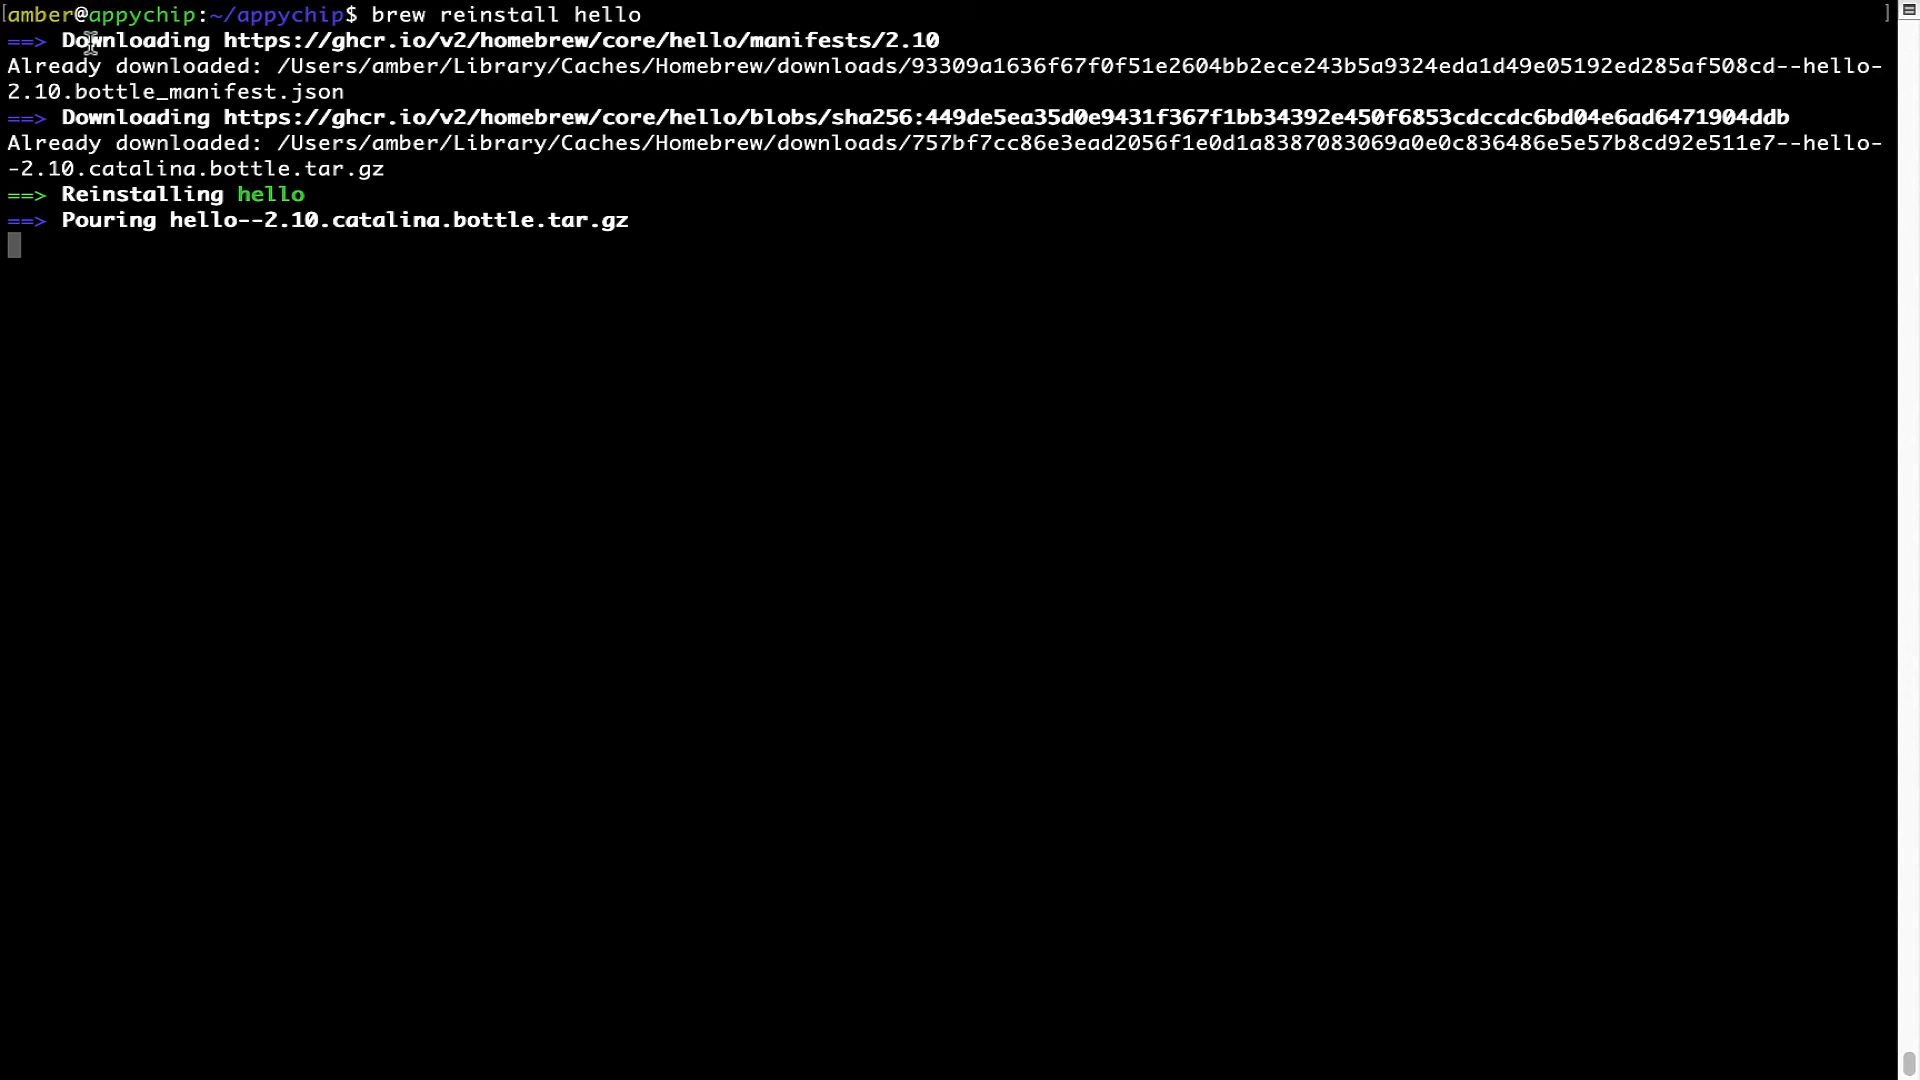 [amber@appychip:~/appychip$ brew reinstall hello ]
==> Downloading https://ghcr.io/v2/homebrew/core/hello/manifests/2.10
Already downloaded: /Users/amber/Library/Caches/Homebrew/downloads/93309a1636f67f0f51e2604bb2ece243b5a9324eda1d49e05192ed285af508cd--hello-
2.10.bottle_manifest.json
==> Downloading https://ghcr.io/v2/homebrew/core/hello/blobs/sha256:449de5ea35d0e9431f367f1bb34392e450f6853cdccdc6bd04e6ad6471904ddb
Already downloaded: /Users/amber/Library/Caches/Homebrew/downloads/757bf7cc86e3ead2056f1e0d1a8387083069a0e0c836486e5e57b8cd92e511e7--hello-
-2.10.catalina.bottle.tar.gz
==> Reinstalling hello
==> Pouring hello--2.10.catalina.bottle.tar.gz